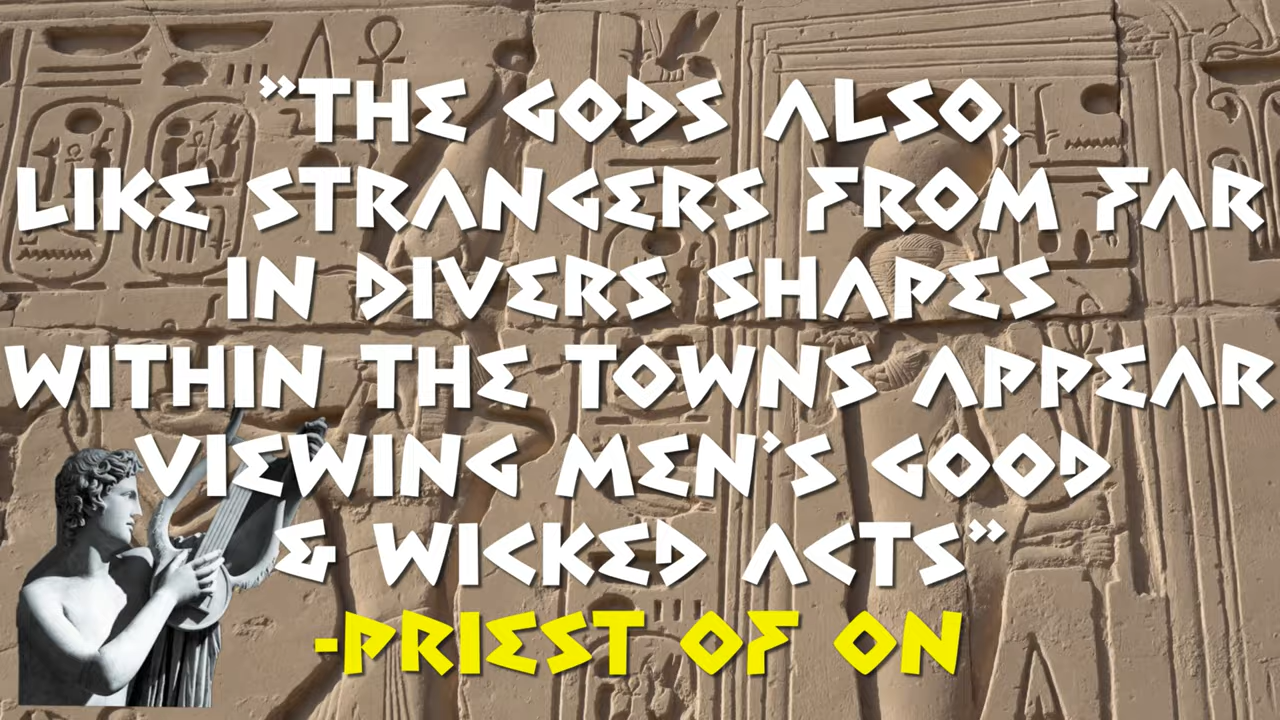 "THE GODS ALSO,
LIKE STRANGERS FROM FAR
IN DIVERS SHAPES
WITHIN THE TOWNS APPEAR
VIEWING MEN'S GOOD
& WICKED ACTS"
-PRIEST OF ON